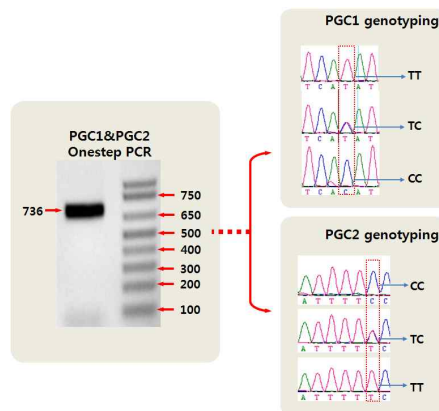 PGC1 genotyping
T C A T A T
TT
T C A T A T
TC
T C A C A T
CC
PGC1&PGC2
Onestep PCR
736
750
650
500
400
300
200
100
PGC2 genotyping
A T T T C C
CC
A T T T T C
TC
A T T T T C
TT